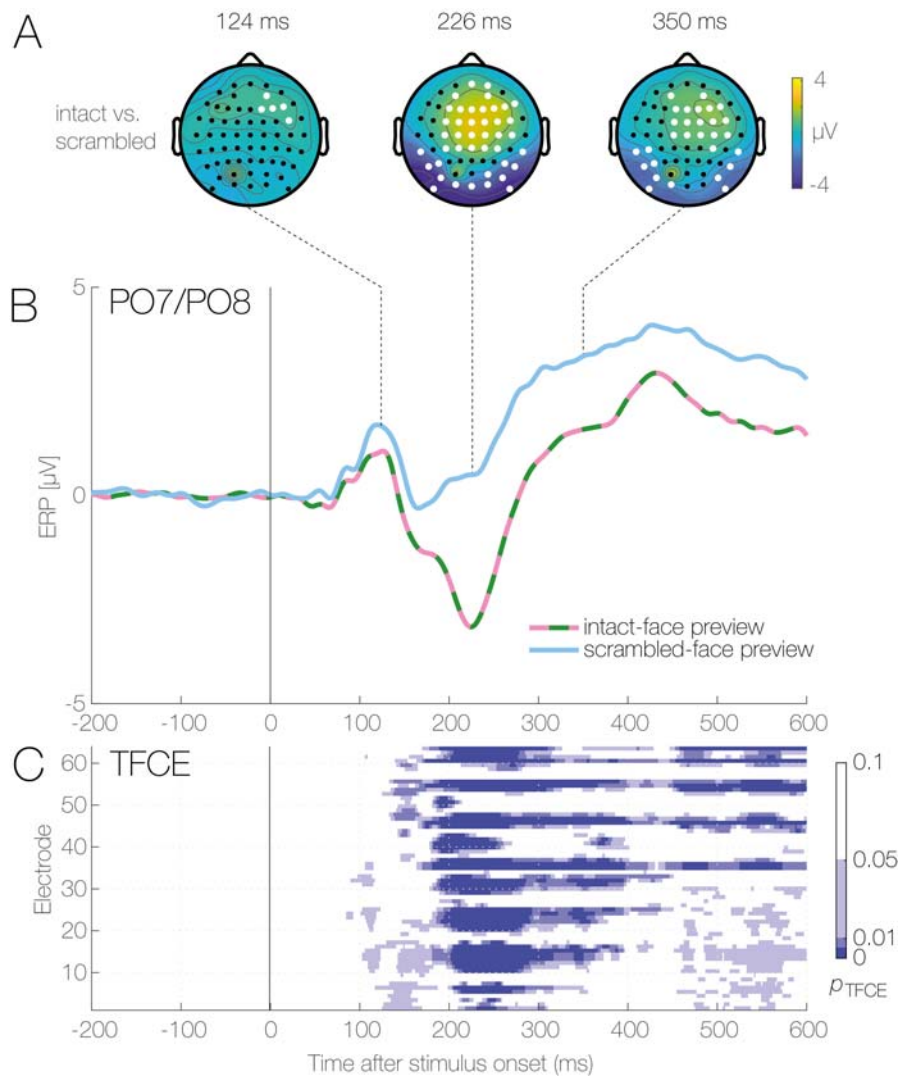 A
124 ms 226 ms 350 ms
intact vs.
scrambled
4
µV
-4
B PO7/PO8
5
0
-5
ERP [µV]
intact-face preview
scrambled-face preview
-200 -100 0 100 200 300 400 500 600
C TFCE
60
50
40
30
20
10
Electrode
0.1
0.05
0.01
0
pTFCE
-200 -100 0 100 200 300 400 500 600
Time after stimulus onset (ms)